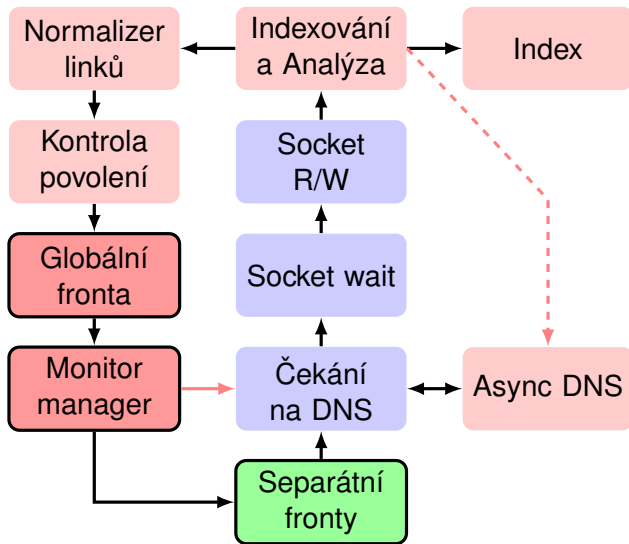 Normalizer
linků
Indexování
a Analýza
Index
Kontrola
povolení
Socket
R/W
Globální
fronta
Socket wait
Monitor
manager
Čekání
na DNS
Async DNS
Separátní
fronty